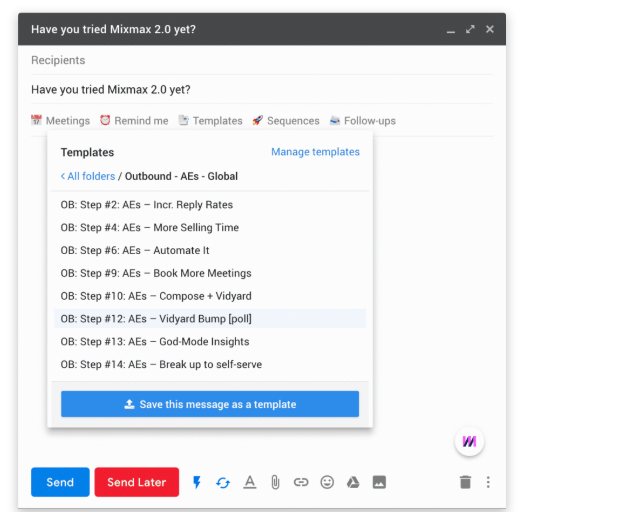 Have you tried Mixmax 2.0 yet?
Recipients
Have you tried Mixmax 2.0 yet?
Meetings Remind me Templates Sequences Follow-ups
Templates Manage templates
< All folders / Outbound - AEs - Global
OB: Step #2: AEs – Incr. Reply Rates
OB: Step #4: AEs – More Selling Time
OB: Step #6: AEs – Automate It
OB: Step #9: AEs – Book More Meetings
OB: Step #10: AEs – Compose + Vidyard
OB: Step #12: AEs – Vidyard Bump [poll]
OB: Step #13: AEs – God-Mode Insights
OB: Step #14: AEs – Break up to self-serve
Save this message as a template
Send Send Later